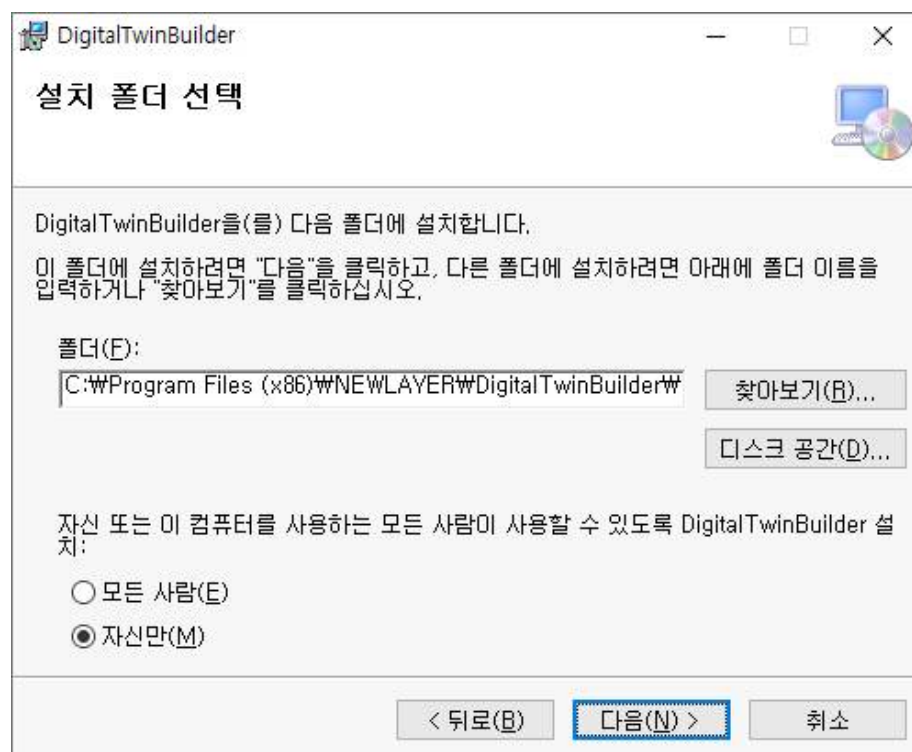 DigitalTwinBuilder
설치 폴더 선택
DigitalTwinBuilder을(를) 다음 폴더에 설치합니다.
이 폴더에 설치하려면 "다음"을 클릭하고, 다른 폴더에 설치하려면 아래에 폴더 이름을
입력하거나 "찾아보기"를 클릭하십시오.
폴더(F):
C:₩Program Files (x86)₩NEWLAYER₩DigitalTwinBuilder₩
찾아보기(R)...
디스크 공간(D)...
자신 또는 이 컴퓨터를 사용하는 모든 사람이 사용할 수 있도록 DigitalTwinBuilder 설
치:
모든 사람(E)
자신만(M)
< 뒤로(B)
다음(N) >
취소